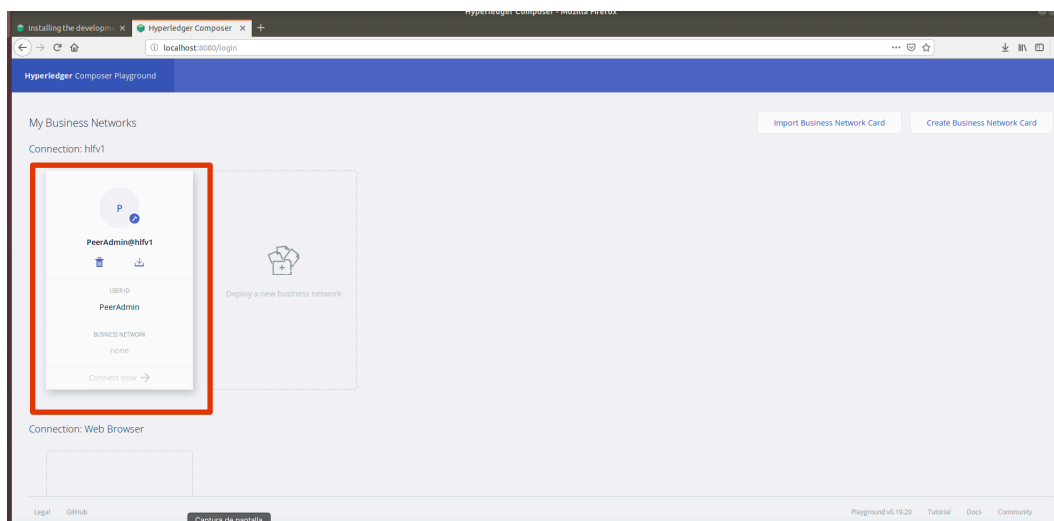 Hyperledger Composer - Mozilla Firefox
Installing the developme
Hyperledger Composer
localhost:8080/login
Hyperledger Composer Playground
My Business Networks
Import Business Network Card
Create Business Network Card
Connection: hlfv1
P
PeerAdmin@hlfv1
USER ID
PeerAdmin
BUSINESS NETWORK
none
Connect now
Deploy a new business network
Connection: Web Browser
Legal
GitHub
Captura de pantalla
Playground v0.19.20
Tutorial
Docs
Community